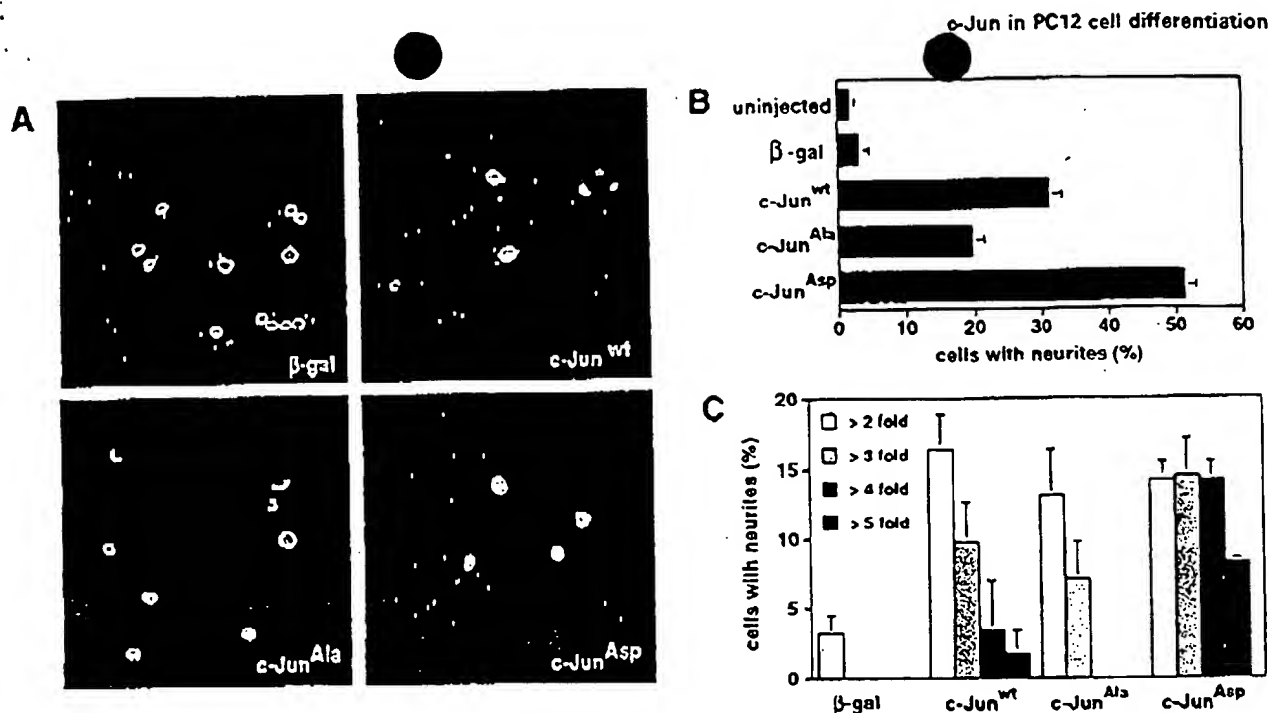 c-Jun in PC12 cell differentiation
A
β-gal
c-Jun wt
c-Jun Ala
c-Jun Asp
B
uninjected
β-gal
c-Jun wt
c-Jun Ala
c-Jun Asp
0 10 20 30 40 50 60
cells with neurites (%)
C
cells with neurites (%)
20
15
10
5
0
> 2 fold
> 3 fold
> 4 fold
> 5 fold
β-gal c-Jun wt c-Jun Ala c-Jun Asp